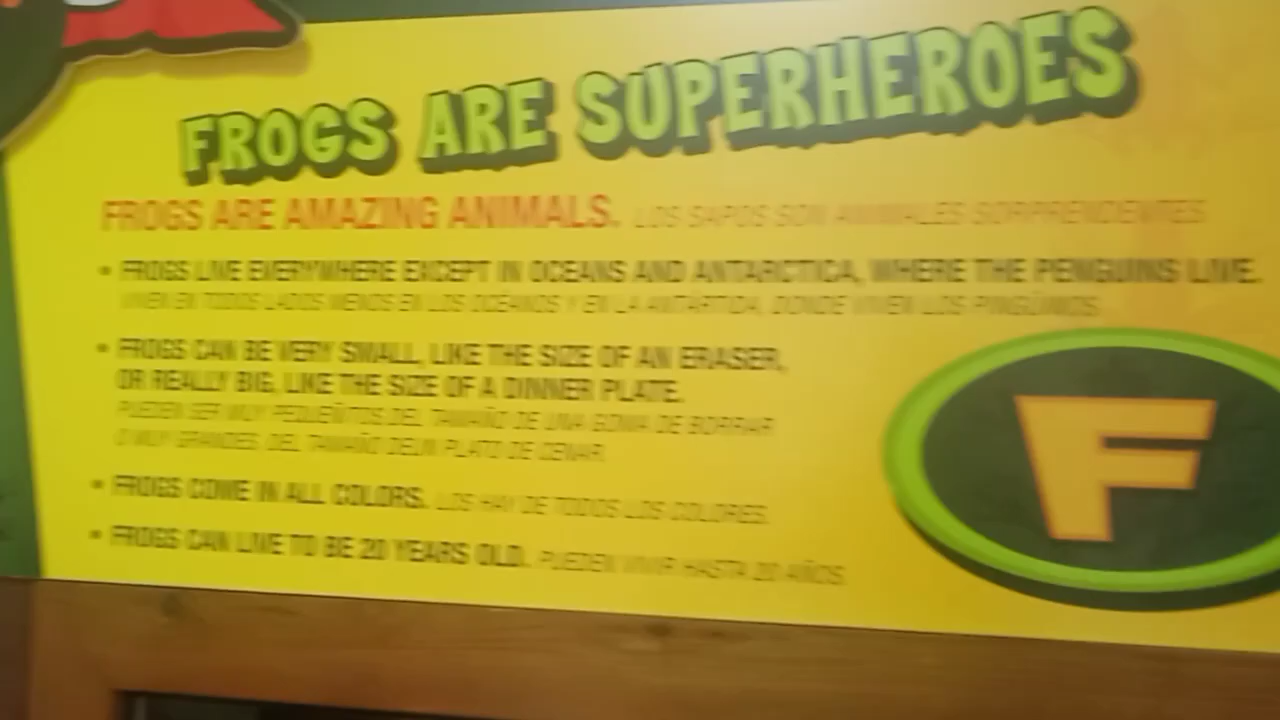 FROGS ARE SUPERHEROES
FROGS ARE AMAZING ANIMALS. LOS SAPOS SON ANIMALES SORPRENDENTES
• FROGS LIVE EVERYWHERE EXCEPT IN OCEANS AND ANTARCTICA, WHERE THE PENGUINS LIVE.
VIVEN EN TODOS LADOS MENOS EN LOS OCEANOS Y EN LA ANTÁRTIDA, DONDE VIVEN LOS PINGÜINOS.
• FROGS CAN BE VERY SMALL, LIKE THE SIZE OF AN ERASER,
OR REALLY BIG, LIKE THE SIZE OF A DINNER PLATE.
PUEDEN SER MUY PEQUEÑITOS DEL TAMAÑO DE UNA GOMA DE BORRAR
O MUY GRANDES, DEL TAMAÑO DEUN PLATO DE CENAR.
• FROGS COME IN ALL COLORS. LOS HAY DE TODOS LOS COLORES.
• FROGS CAN LIVE TO BE 20 YEARS OLD. PUEDEN VIVIR HASTA 20 AÑOS.
F